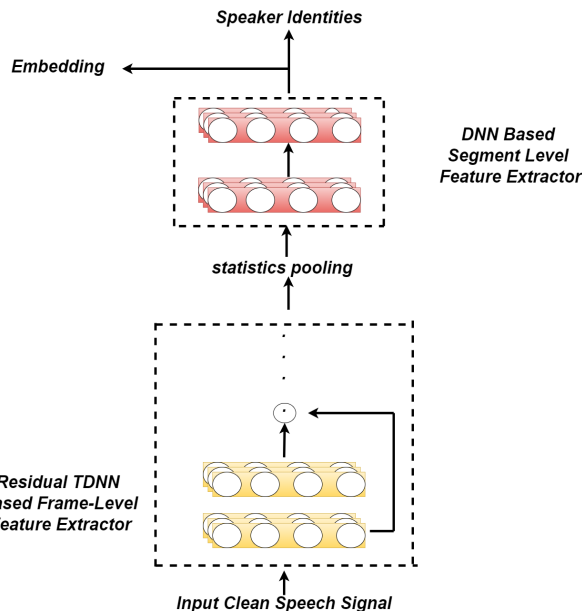 Speaker Identities
Embedding
DNN Based
Segment Level
Feature Extractor
statistics pooling
Residual TDNN
ased Frame-Level
eature Extractor
Input Clean Speech Signal